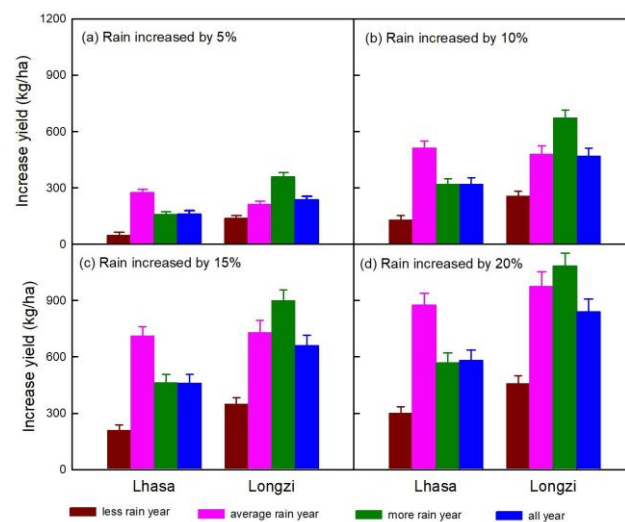 (a) Rain increased by 5%
(b) Rain increased by 10%
1200
900
600
300
0
Increase yield (kg/ha)
(c) Rain increased by 15%
(d) Rain increased by 20%
900
600
300
0
Increase yield (kg/ha)
Lhasa Longzi Lhasa Longzi
less rain year average rain year more rain year all year